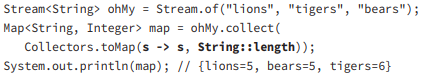 Stream<String> ohMy = Stream.of("lions", "tigers", "bears");
Map<String, Integer> map = ohMy.collect(
Collectors.toMap(s -> s, String::length));
System.out.println(map); // {lions=5, bears=5, tigers=6}